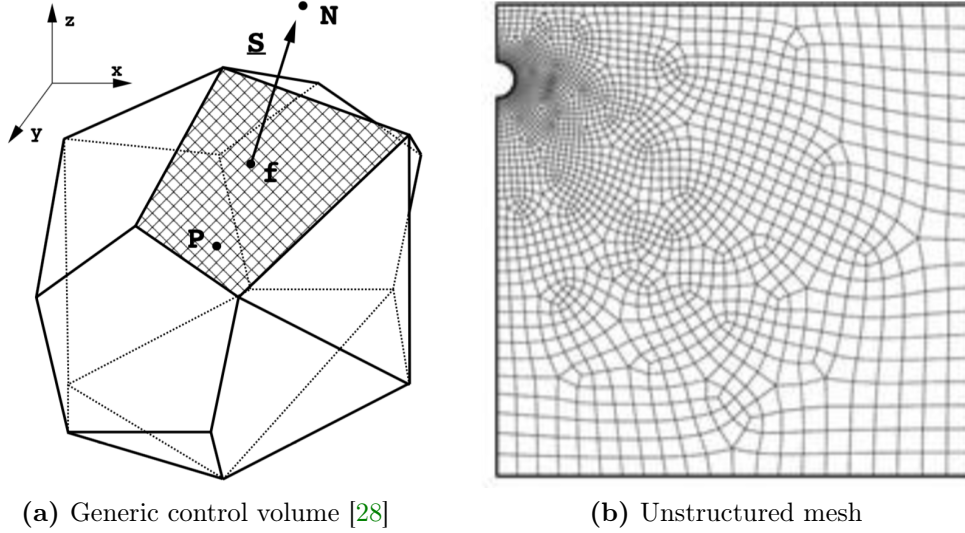 N
S
z
x
y
f
P
(a) Generic control volume [28]
(b) Unstructured mesh